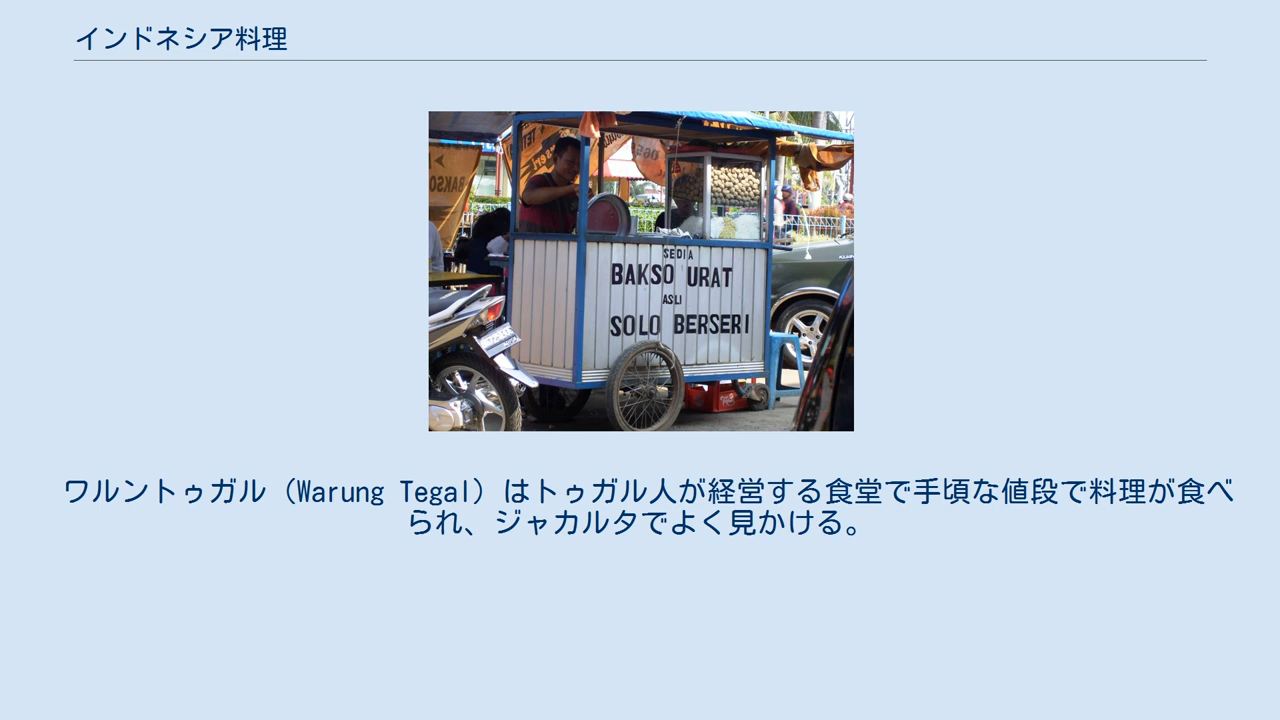 インドネシア料理
BAKSO
SEDIA
BAKSO URAT
ASLI
SOLO BERSERI
ワルントゥガル（Warung Tegal）はトゥガル人が経営する食堂で手頃な値段で料理が食べ
られ、ジャカルタでよく見かける。